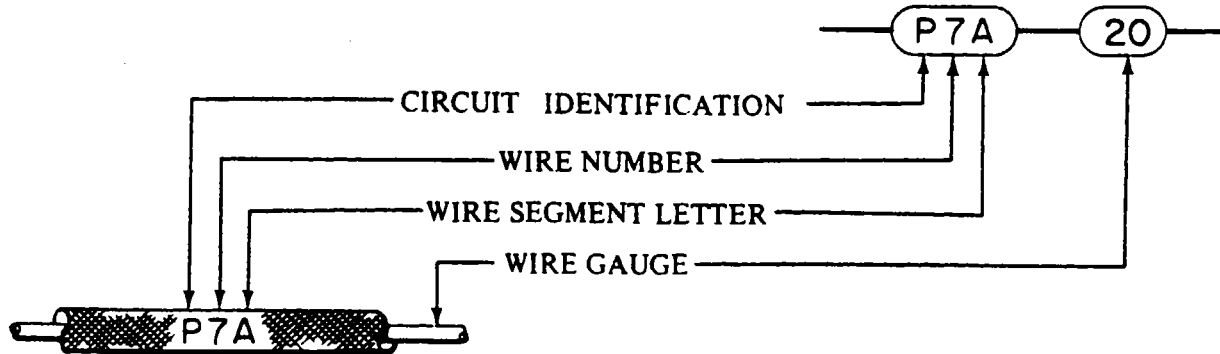 P7A 20
CIRCUIT IDENTIFICATION
WIRE NUMBER
WIRE SEGMENT LETTER
WIRE GAUGE
P7A